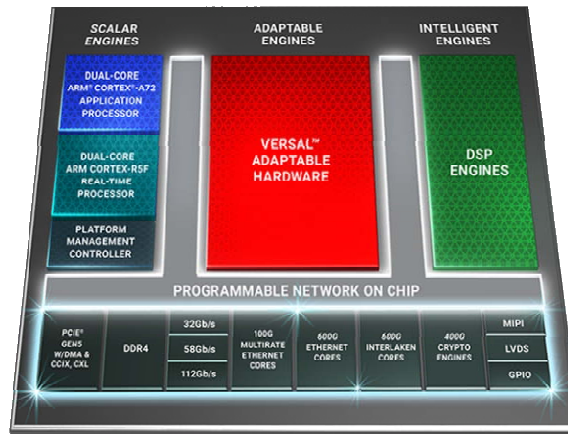 SCALAR
ENGINES
ADAPTABLE
ENGINES
INTELLIGENT
ENGINES
DUAL-CORE
ARM® CORTEX®-A72
APPLICATION
PROCESSOR
DUAL-CORE
ARM CORTEX-R5F
REAL-TIME
PROCESSOR
PLATFORM
MANAGEMENT
CONTROLLER
VERSAL™
ADAPTABLE
HARDWARE
DSP
ENGINES
PROGRAMMABLE NETWORK ON CHIP
PCIE®
GEN5
W/DMA &
CCIX, CXL
DDR4
32Gb/s
58Gb/s
112Gb/s
100G
MULTIRATE
ETHERNET
CORES
600G
ETHERNET
CORES
600G
INTERLAKEN
CORES
400G
CRYPTO
ENGINES
MIPI
LVDS
GPIO